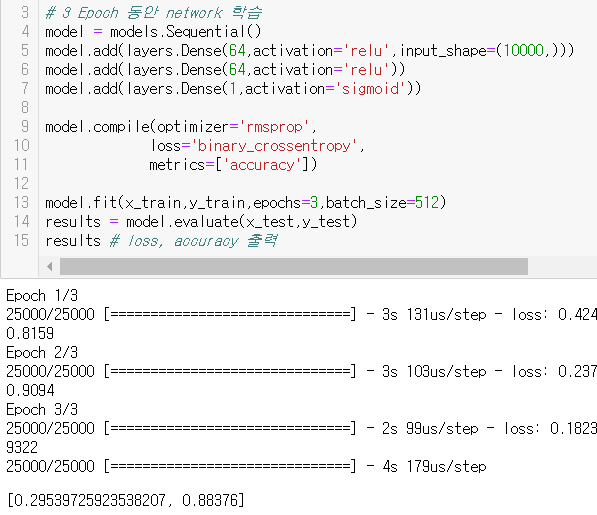 3 # 3 Epoch 동안 network 학습
4 model = models.Sequential()
5 model.add(layers.Dense(64,activation='relu',input_shape=(10000,)))
6 model.add(layers.Dense(64,activation='relu'))
7 model.add(layers.Dense(1,activation='sigmoid'))
8
9 model.compile(optimizer='rmsprop',
10 loss='binary_crossentropy',
11 metrics=['accuracy'])
12
13 model.fit(x_train,y_train,epochs=3,batch_size=512)
14 results = model.evaluate(x_test,y_test)
15 results # loss, accuracy 출력
Epoch 1/3
25000/25000 [==============================] - 3s 131us/step - loss: 0.424
0.8159
Epoch 2/3
25000/25000 [==============================] - 3s 103us/step - loss: 0.237
0.9094
Epoch 3/3
25000/25000 [==============================] - 2s 99us/step - loss: 0.1823
9322
25000/25000 [==============================] - 4s 179us/step
[0.29539725923538207, 0.88376]